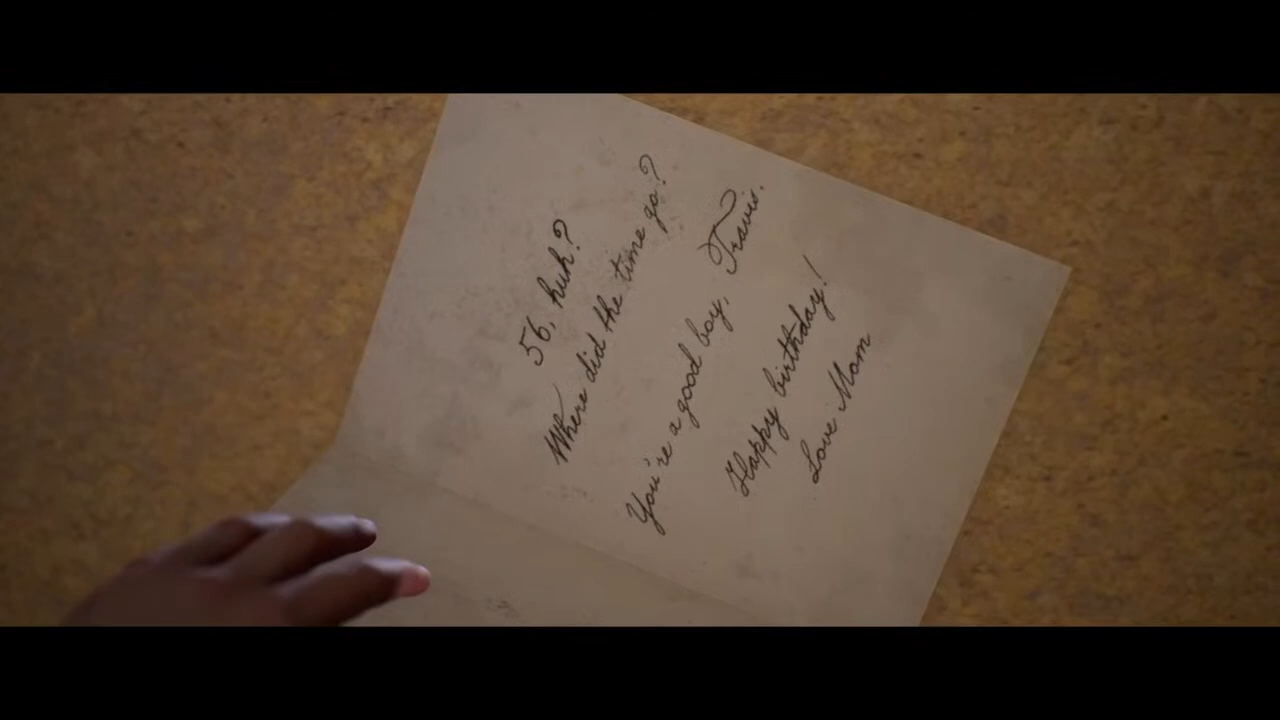 56, huh?
Where did the time go?
You're a good boy, Travis.
Happy birthday!
Love Mom